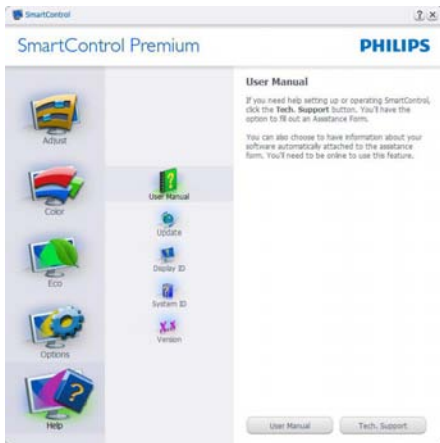 SmartControl
SmartControl Premium
PHILIPS
Adjust
Color
Eco
Options
Help
User Manual
Update
Display ID
System ID
Version
User Manual
If you need help setting up or operating SmartControl,
click the Tech. Support button. You'll have the
option to fill out an Assistance Form.
You can also choose to have information about your
software automatically attached to the assistance
form. You'll need to be online to use this feature.
User Manual
Tech. Support